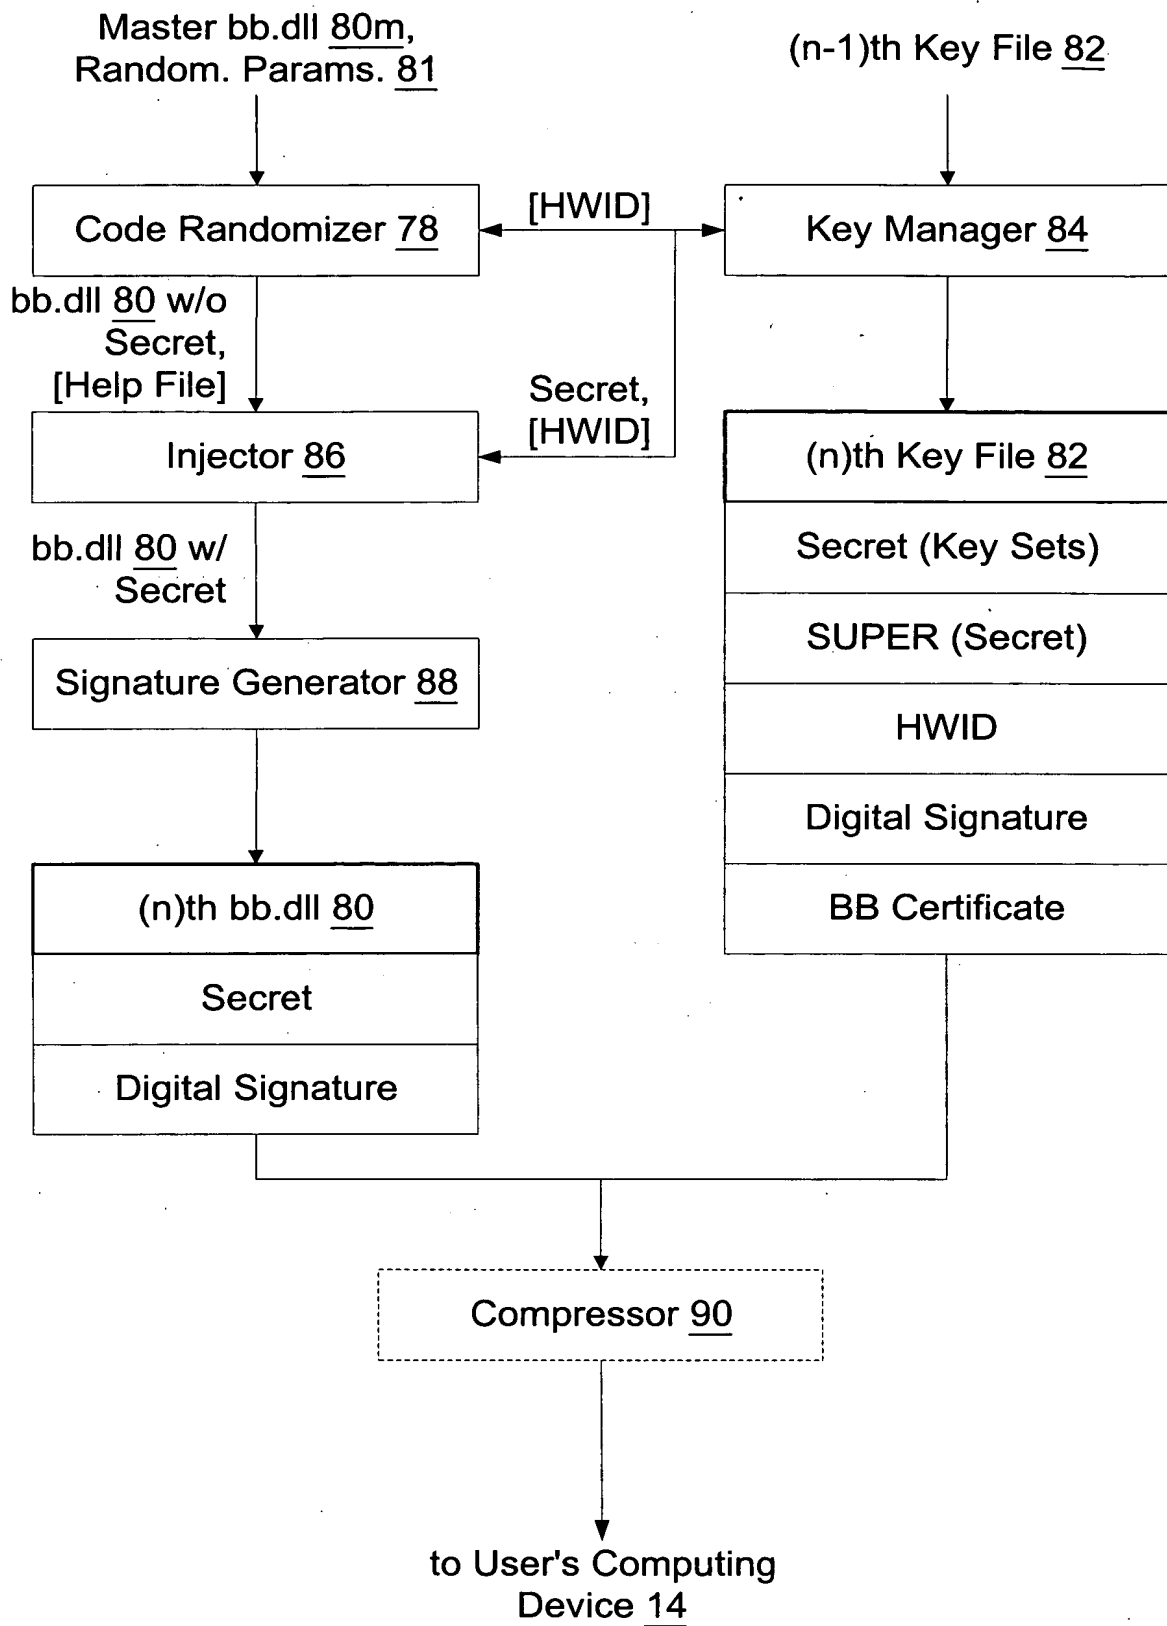 Master bb.dll 80m,
Random. Params. 81
(n-1)th Key File 82
Code Randomizer 78
[HWID]
Key Manager 84
bb.dll 80 w/o
Secret,
[Help File]
Secret,
[HWID]
Injector 86
(n)th Key File 82
bb.dll 80 w/
Secret
Secret (Key Sets)
SUPER (Secret)
Signature Generator 88
HWID
Digital Signature
(n)th bb.dll 80
BB Certificate
Secret
Digital Signature
Compressor 90
to User's Computing
Device 14